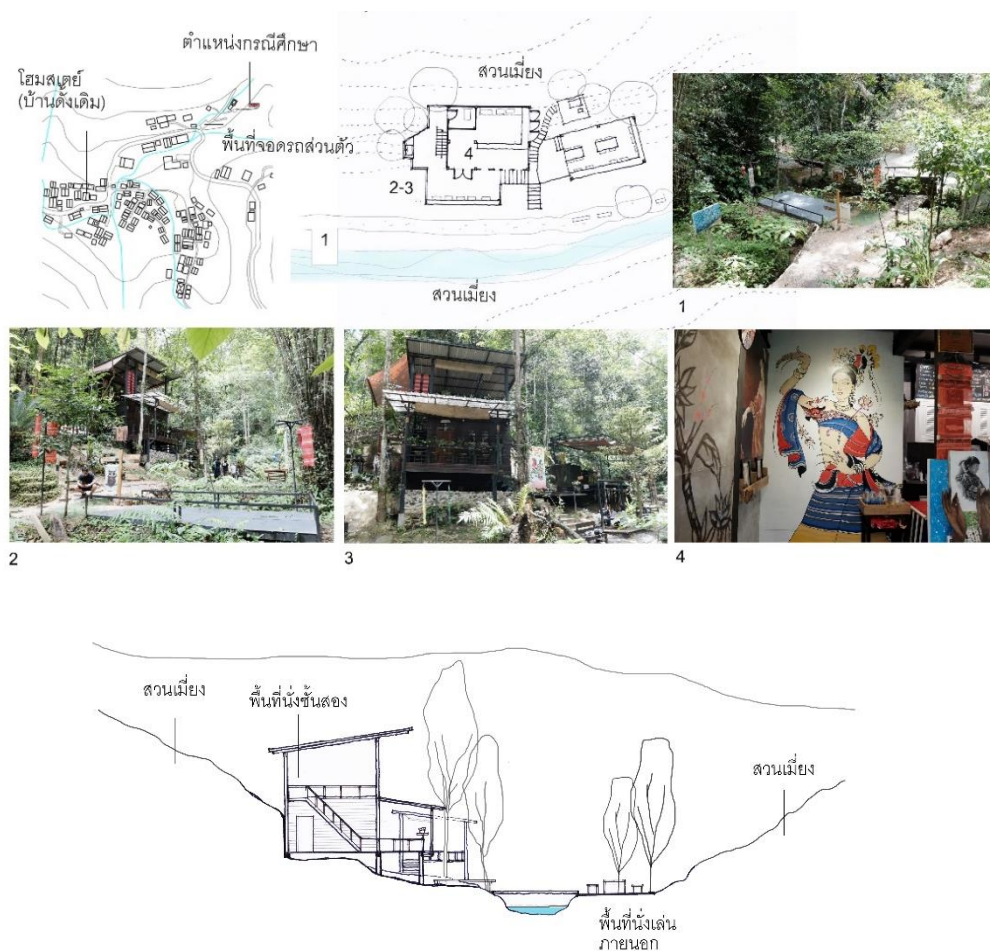 ตำแหน่งกรณีศึกษา
โฮมสเตย์
(บ้านดั้งเดิม)
พื้นที่จอดรถส่วนตัว
สวนเมี่ยง
4
2-3
1
สวนเมี่ยง
1
2
3
4
สวนเมี่ยง
พื้นที่นั่งชั้นสอง
สวนเมี่ยง
พื้นที่นั่งเล่น
ภายนอก